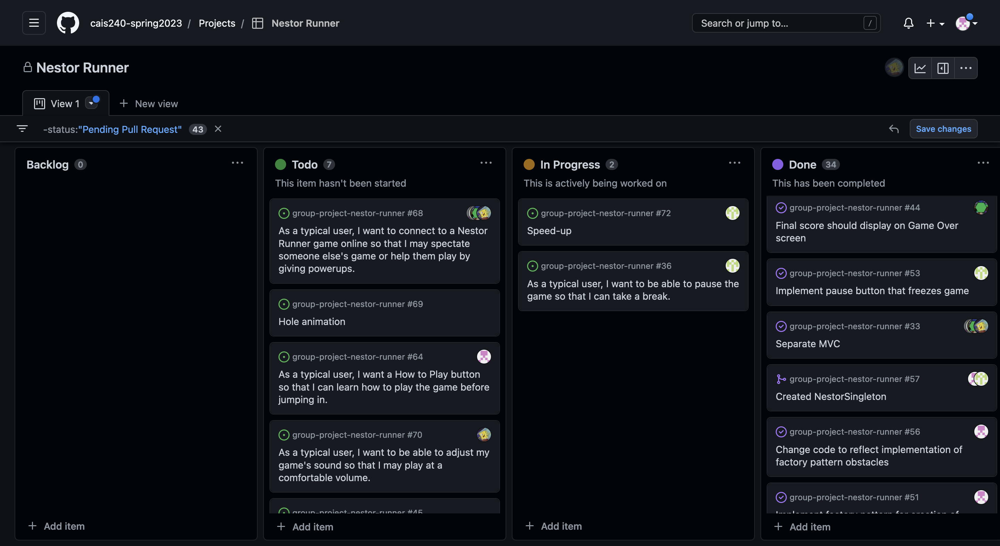 cais240-spring2023 / Projects / Nestor Runner
Search or jump to... /
Nestor Runner
View 1
New view
-status:"Pending Pull Request" 43
Save changes
Backlog 0
Add item
Todo 7
This item hasn't been started
group-project-nestor-runner #68
As a typical user, I want to connect to a Nestor
Runner game online so that I may spectate
someone else's game or help them play by
giving powerups.
group-project-nestor-runner #69
Hole animation
group-project-nestor-runner #64
As a typical user, I want a How to Play button
so that I can learn how to play the game before
jumping in.
group-project-nestor-runner #70
As a typical user, I want to be able to adjust my
game's sound so that I may play at a
comfortable volume.
group-project-nestor-runner #45
Add item
In Progress 2
This is actively being worked on
group-project-nestor-runner #72
Speed-up
group-project-nestor-runner #36
As a typical user, I want to be able to pause the
game so that I can take a break.
Add item
Done 34
This has been completed
group-project-nestor-runner #44
Final score should display on Game Over
screen
group-project-nestor-runner #53
Implement pause button that freezes game
group-project-nestor-runner #33
Separate MVC
group-project-nestor-runner #57
Created NestorSingleton
group-project-nestor-runner #56
Change code to reflect implementation of
factory pattern obstacles
group-project-nestor-runner #51
Implement factory pattern for creation of
Add item